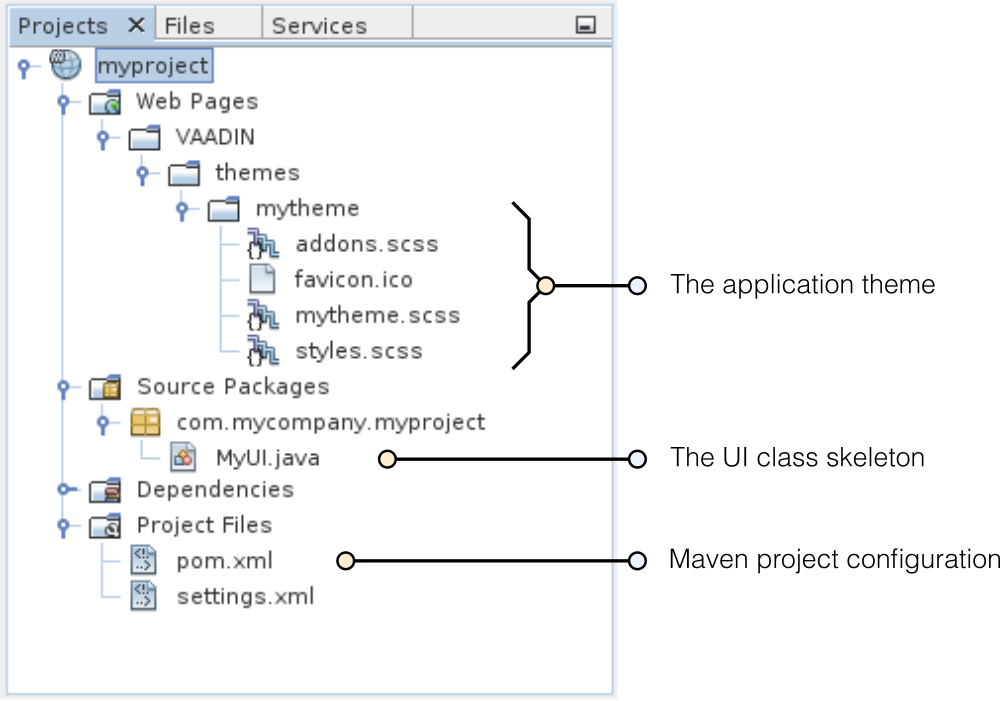 Projects Files Services
myproject
Web Pages
VAADIN
themes
mytheme
addons.scss
favicon.ico
The application theme
mytheme.scss
styles.scss
Source Packages
com.mycompany.myproject
MyUI.java
The UI class skeleton
Dependencies
Project Files
pom.xml
Maven project configuration
settings.xml